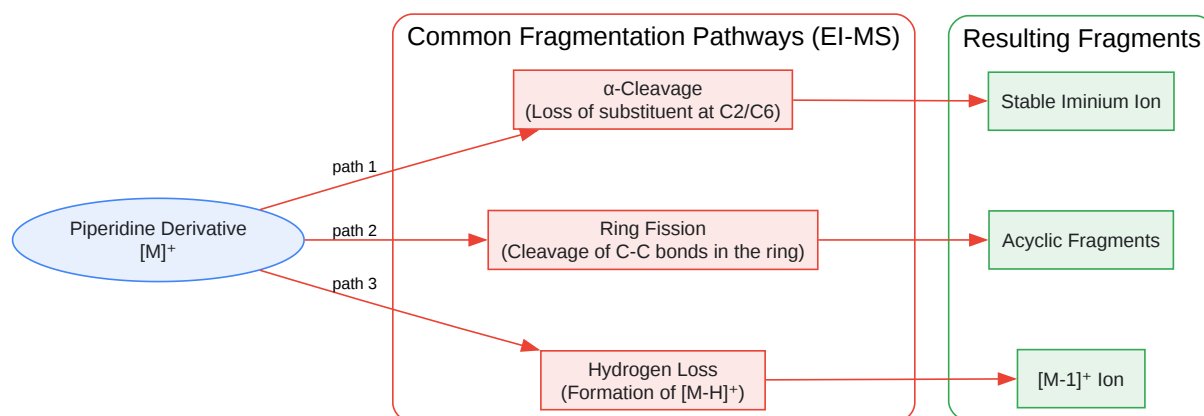 Common Fragmentation Pathways (EI-MS)
Resulting Fragments
α-Cleavage
(Loss of substituent at C2/C6)
Stable Iminium Ion
path 1
Piperidine Derivative
[M]⁺
path 2
Ring Fission
(Cleavage of C-C bonds in the ring)
Acyclic Fragments
path 3
Hydrogen Loss
(Formation of [M-H]⁺)
[M-1]⁺ Ion